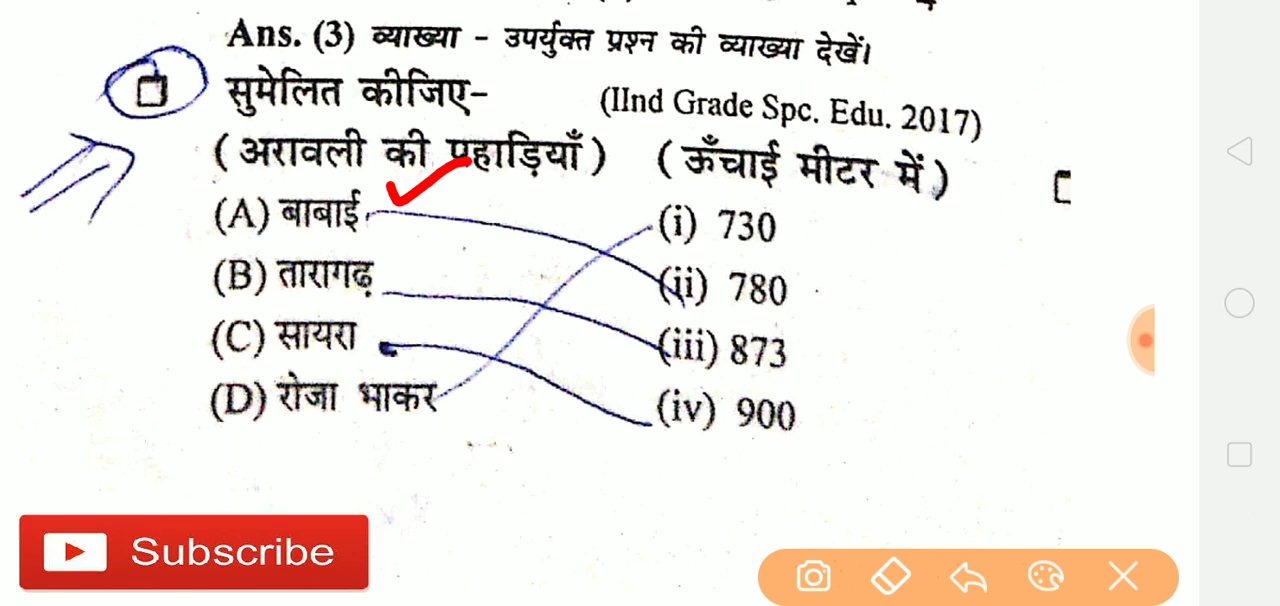 Ans. (3) व्याख्या - उपर्युक्त प्रश्न की व्याख्या देखें।
सुमेलित कीजिए- (IInd Grade Spc. Edu. 2017)
(अरावली की पहाड़ियाँ) (ऊँचाई मीटर में)
(A) बाबाई (i) 730
(B) तारागढ़ (ii) 780
(C) सायरा (iii) 873
(D) रोजा भाकर (iv) 900
Subscribe